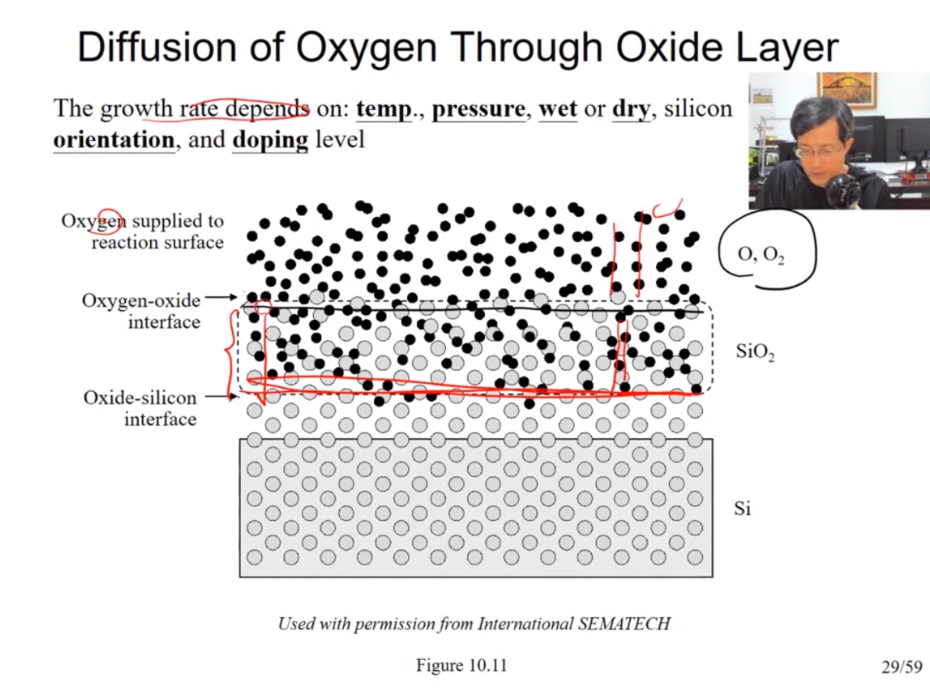 Diffusion of Oxygen Through Oxide Layer
The growth rate depends on: temp., pressure, wet or dry, silicon
orientation, and doping level
Oxygen supplied to
reaction surface
O, O₂
Oxygen-oxide
interface
SiO₂
Oxide-silicon
interface
Si
Used with permission from International SEMATECH
Figure 10.11
29/59